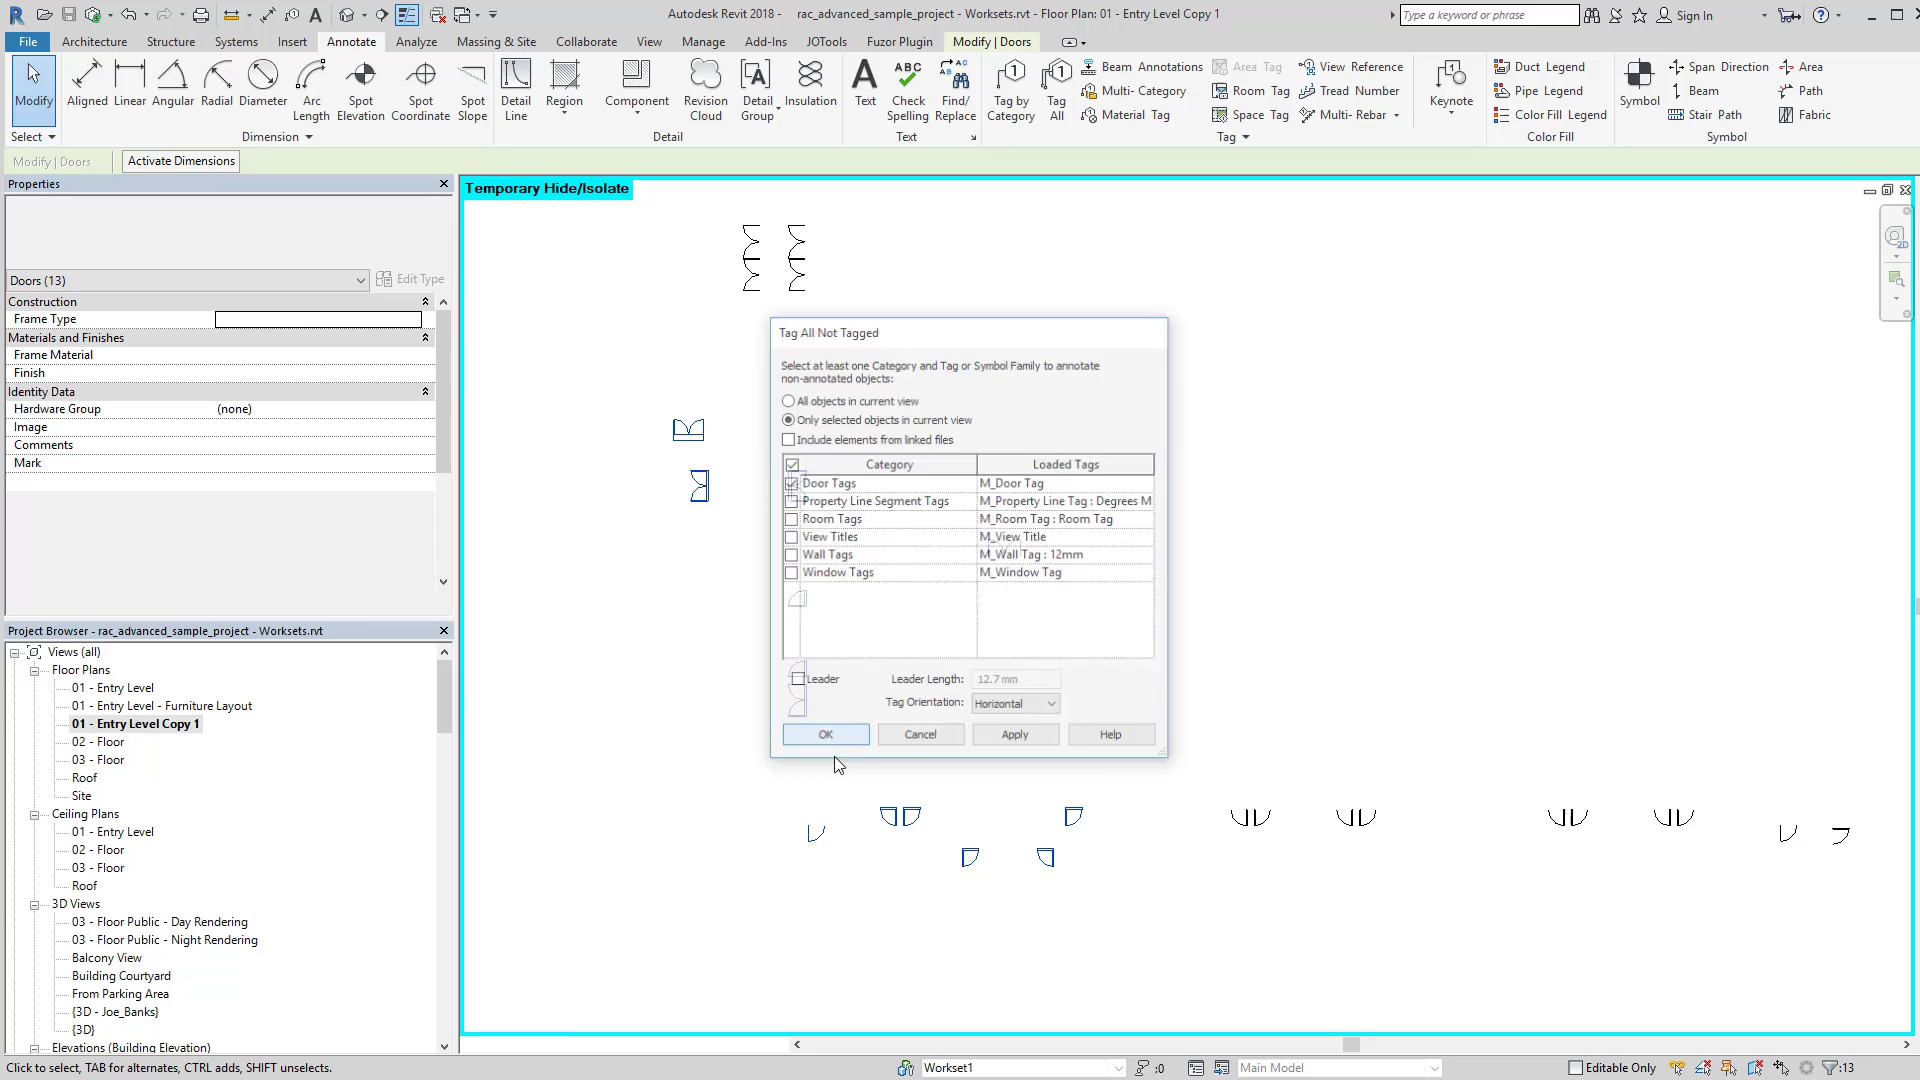 Autodesk Revit 2018 - rac_advanced_sample_project - Worksets.rvt - Floor Plan: 01 - Entry Level Copy 1
Type a keyword or phrase
Sign In
File Architecture Structure Systems Insert Annotate Analyze Massing & Site Collaborate View Manage Add-Ins JOTools Fuzor Plugin Modify | Doors
Modify
Aligned Linear Angular Radial Diameter
Arc Length
Spot Elevation
Spot Coordinate
Spot Slope
Detail Line
Region
Component
Revision Cloud
Detail Group
Insulation
A Text
ABC Check Spelling
Find/ Replace
Tag by Category
Tag All
Beam Annotations
Multi- Category
Material Tag
Area Tag
Room Tag
Space Tag
View Reference
Tread Number
Multi- Rebar
Keynote
Duct Legend
Pipe Legend
Color Fill Legend
Symbol
Span Direction
Beam
Stair Path
Area
Path
Fabric
Select Dimension Detail Text Tag Color Fill Symbol
Modify | Doors
Activate Dimensions
Properties
Doors (13)
Edit Type
Construction
Frame Type
Materials and Finishes
Frame Material
Finish
Identity Data
Hardware Group (none)
Image
Comments
Mark
Project Browser - rac_advanced_sample_project - Worksets.rvt
Views (all)
Floor Plans
01 - Entry Level
01 - Entry Level - Furniture Layout
01 - Entry Level Copy 1
02 - Floor
03 - Floor
Roof
Site
Ceiling Plans
01 - Entry Level
02 - Floor
03 - Floor
Roof
3D Views
03 - Floor Public - Day Rendering
03 - Floor Public - Night Rendering
Balcony View
Building Courtyard
From Parking Area
{3D - Joe_Banks}
{3D}
Elevations (Building Elevation)
Temporary Hide/Isolate
2D
Tag All Not Tagged
Select at least one Category and Tag or Symbol Family to annotate
non-annotated objects:
All objects in current view
Only selected objects in current view
Include elements from linked files
Category Loaded Tags
Door Tags M_Door Tag
Property Line Segment Tags M_Property Line Tag : Degrees M
Room Tags M_Room Tag : Room Tag
View Titles M_View Title
Wall Tags M_Wall Tag : 12mm
Window Tags M_Window Tag
Leader Leader Length: 12.7 mm
Tag Orientation: Horizontal
OK Cancel Apply Help
Click to select, TAB for alternates, CTRL adds, SHIFT unselects.
Workset1
:0
Main Model
Editable Only
:13